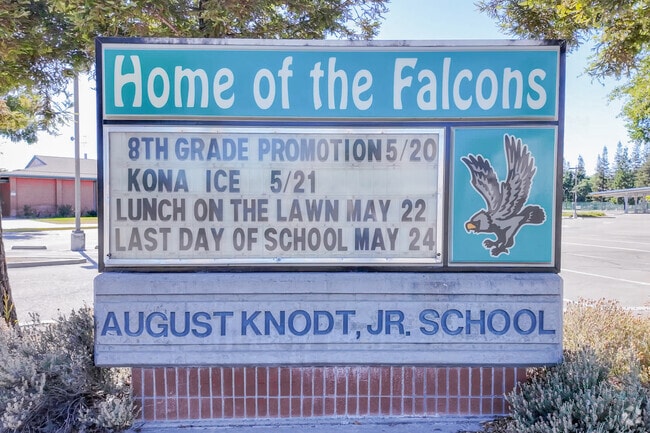 Home of the Falcons
8TH GRADE PROMOTION 5/20
KONA ICE 5/21
LUNCH ON THE LAWN MAY 22
LAST DAY OF SCHOOL MAY 24
AUGUST KNODT, JR. SCHOOL